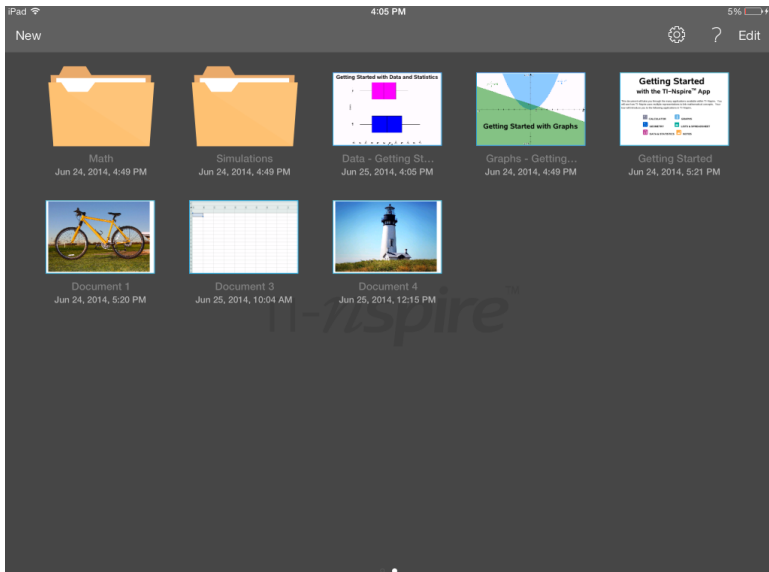 iPad 4:05 PM 5%
New ? Edit
Getting Started with Data and Statistics
Getting Started with Graphs
Getting Started
with the TI-Nspire™ App
Math
Jun 24, 2014, 4:49 PM
Simulations
Jun 24, 2014, 4:49 PM
Data - Getting St...
Jun 25, 2014, 4:05 PM
Graphs - Getting...
Jun 24, 2014, 4:49 PM
Getting Started
Jun 24, 2014, 5:21 PM
Document 1
Jun 24, 2014, 5:20 PM
Document 3
Jun 25, 2014, 10:04 AM
Document 4
Jun 25, 2014, 12:15 PM
TI-nspire™